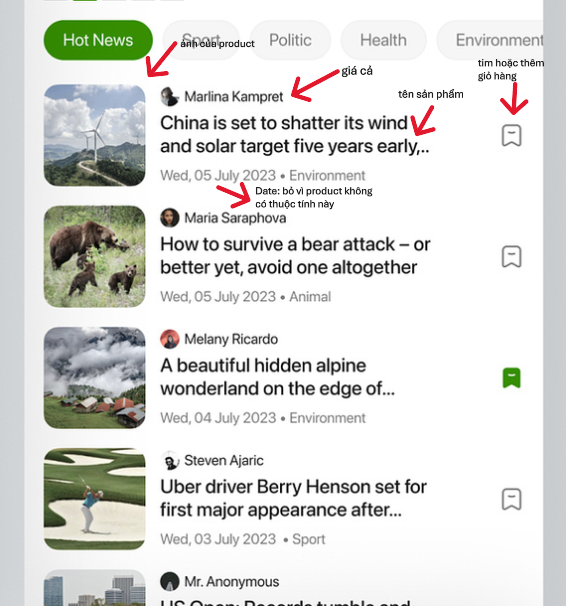 Hot News
Sport
Politic
Health
Environment
ảnh của product
tim hoặc thêm
giỏ hàng
giá cả
tên sản phẩm
Marlina Kampret
China is set to shatter its wind
and solar target five years early,..
Wed, 05 July 2023 • Environment
Date: bỏ vì product không
có thuộc tính này
Maria Saraphova
How to survive a bear attack – or
better yet, avoid one altogether
Wed, 05 July 2023 • Animal
Melany Ricardo
A beautiful hidden alpine
wonderland on the edge of...
Wed, 04 July 2023 • Environment
Steven Ajaric
Uber driver Berry Henson set for
first major appearance after...
Wed, 03 July 2023 • Sport
Mr. Anonymous
US Open: Records tumble and